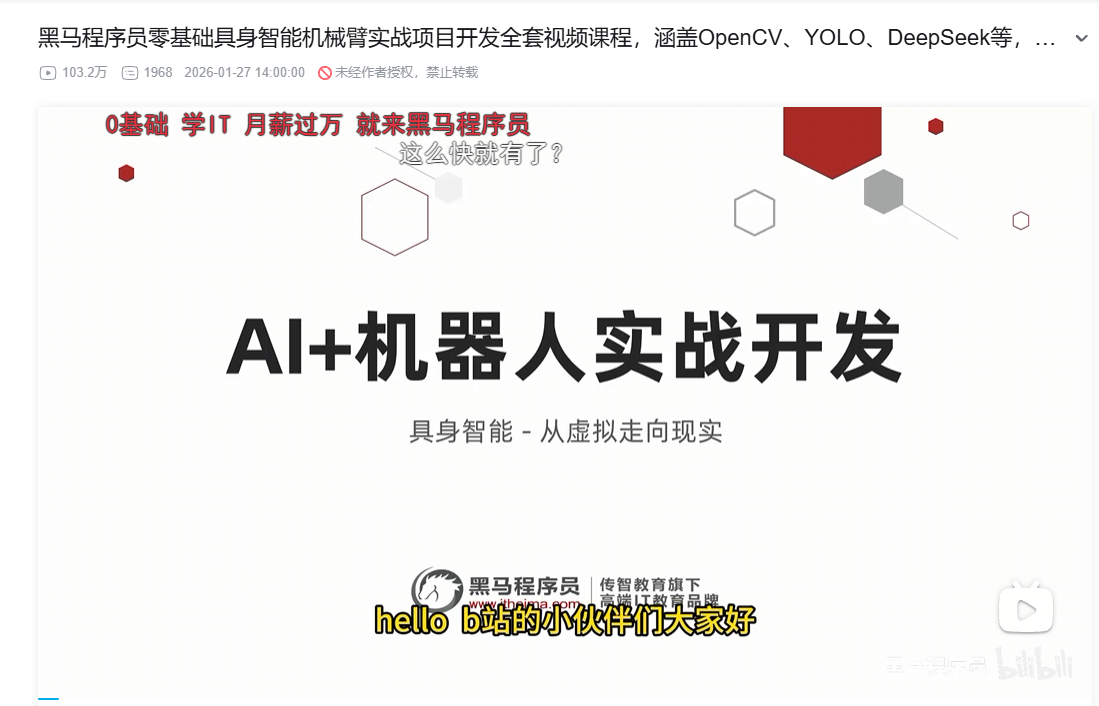 黑马程序员零基础具身智能机械臂实战项目开发全套视频课程，涵盖OpenCV、YOLO、DeepSeek等，...
103.2万 1968 2026-01-27 14:00:00 未经作者授权，禁止转载
0基础 学IT 月薪过万 就来黑马程序员
这么快就有了？
AI+机器人实战开发
具身智能 - 从虚拟走向现实
黑马程序员 传智教育旗下
www.itheima.com 高端IT教育品牌
hello b站的小伙伴们大家好
黑马程序员 bilibili